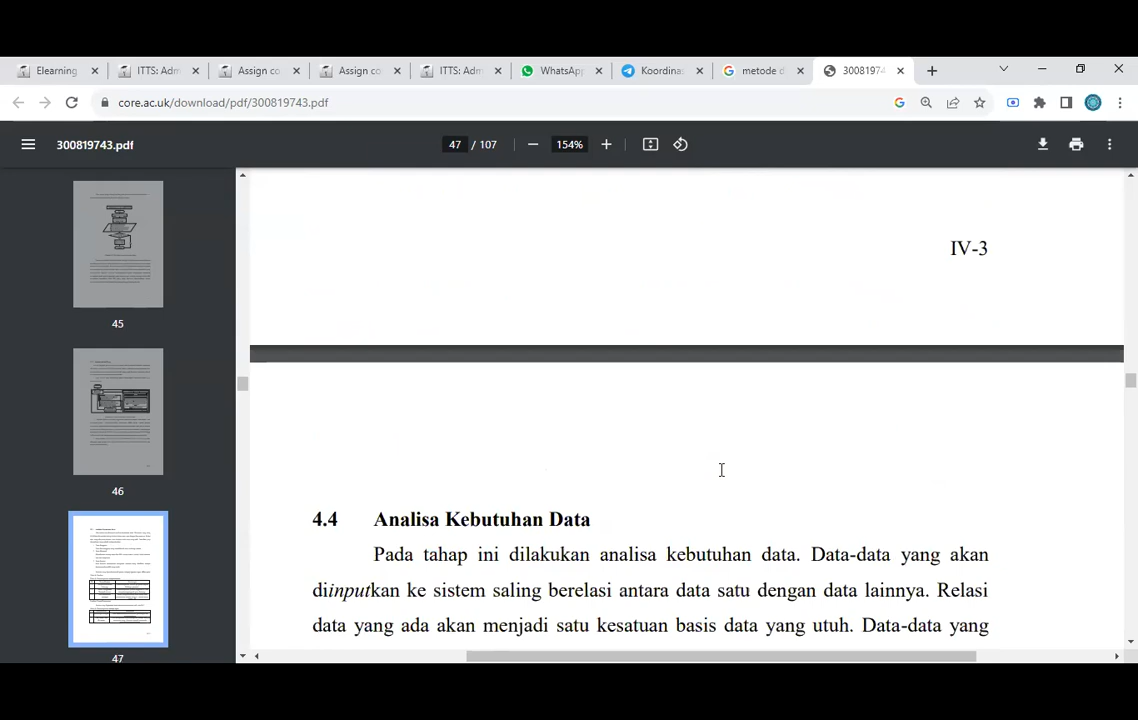 Elearning
ITTS: Adm
Assign co
Assign co
ITTS: Adm
WhatsApp
Koordina
metode d
30081974
core.ac.uk/download/pdf/300819743.pdf
300819743.pdf
47 / 107
154%
45
46
47
IV-3
4.4 Analisa Kebutuhan Data
Pada tahap ini dilakukan analisa kebutuhan data. Data-data yang akan
diinputkan ke sistem saling berelasi antara data satu dengan data lainnya. Relasi
data yang ada akan menjadi satu kesatuan basis data yang utuh. Data-data yang